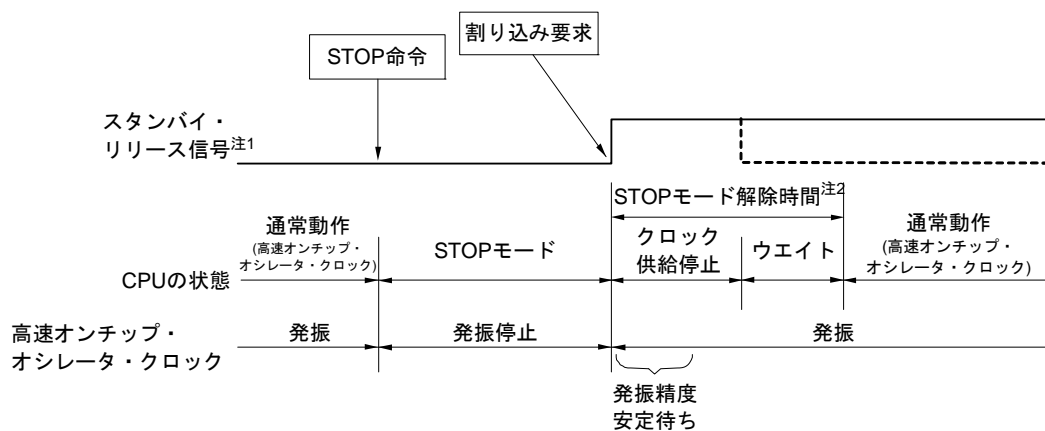 割り込み要求
STOP命令
スタンバイ・
リリース信号注1
STOPモード解除時間注2
通常動作
(高速オンチップ・
オシレータ・クロック)
STOPモード
クロック
供給停止
ウエイト
通常動作
(高速オンチップ・
オシレータ・クロック)
CPUの状態
高速オンチップ・
オシレータ・クロック
発振
発振停止
発振
発振精度
安定待ち